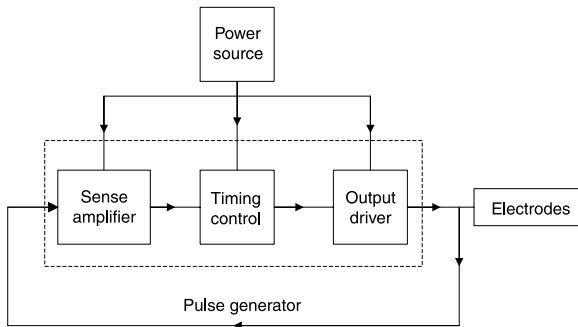 Power
source
Sense
amplifier
Timing
control
Output
driver
Electrodes
Pulse generator